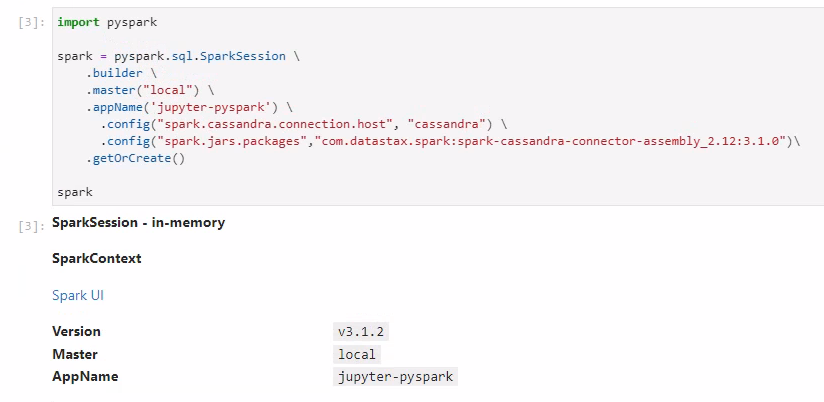 [3]: import pyspark
spark = pyspark.sql.SparkSession \
.builder \
.master("local") \
.appName('jupyter-pyspark') \
.config("spark.cassandra.connection.host", "cassandra") \
.config("spark.jars.packages","com.datastax.spark:spark-cassandra-connector-assembly_2.12:3.1.0")\
.getOrCreate()
spark
[3]: SparkSession - in-memory
SparkContext
Spark UI
Version v3.1.2
Master local
AppName jupyter-pyspark